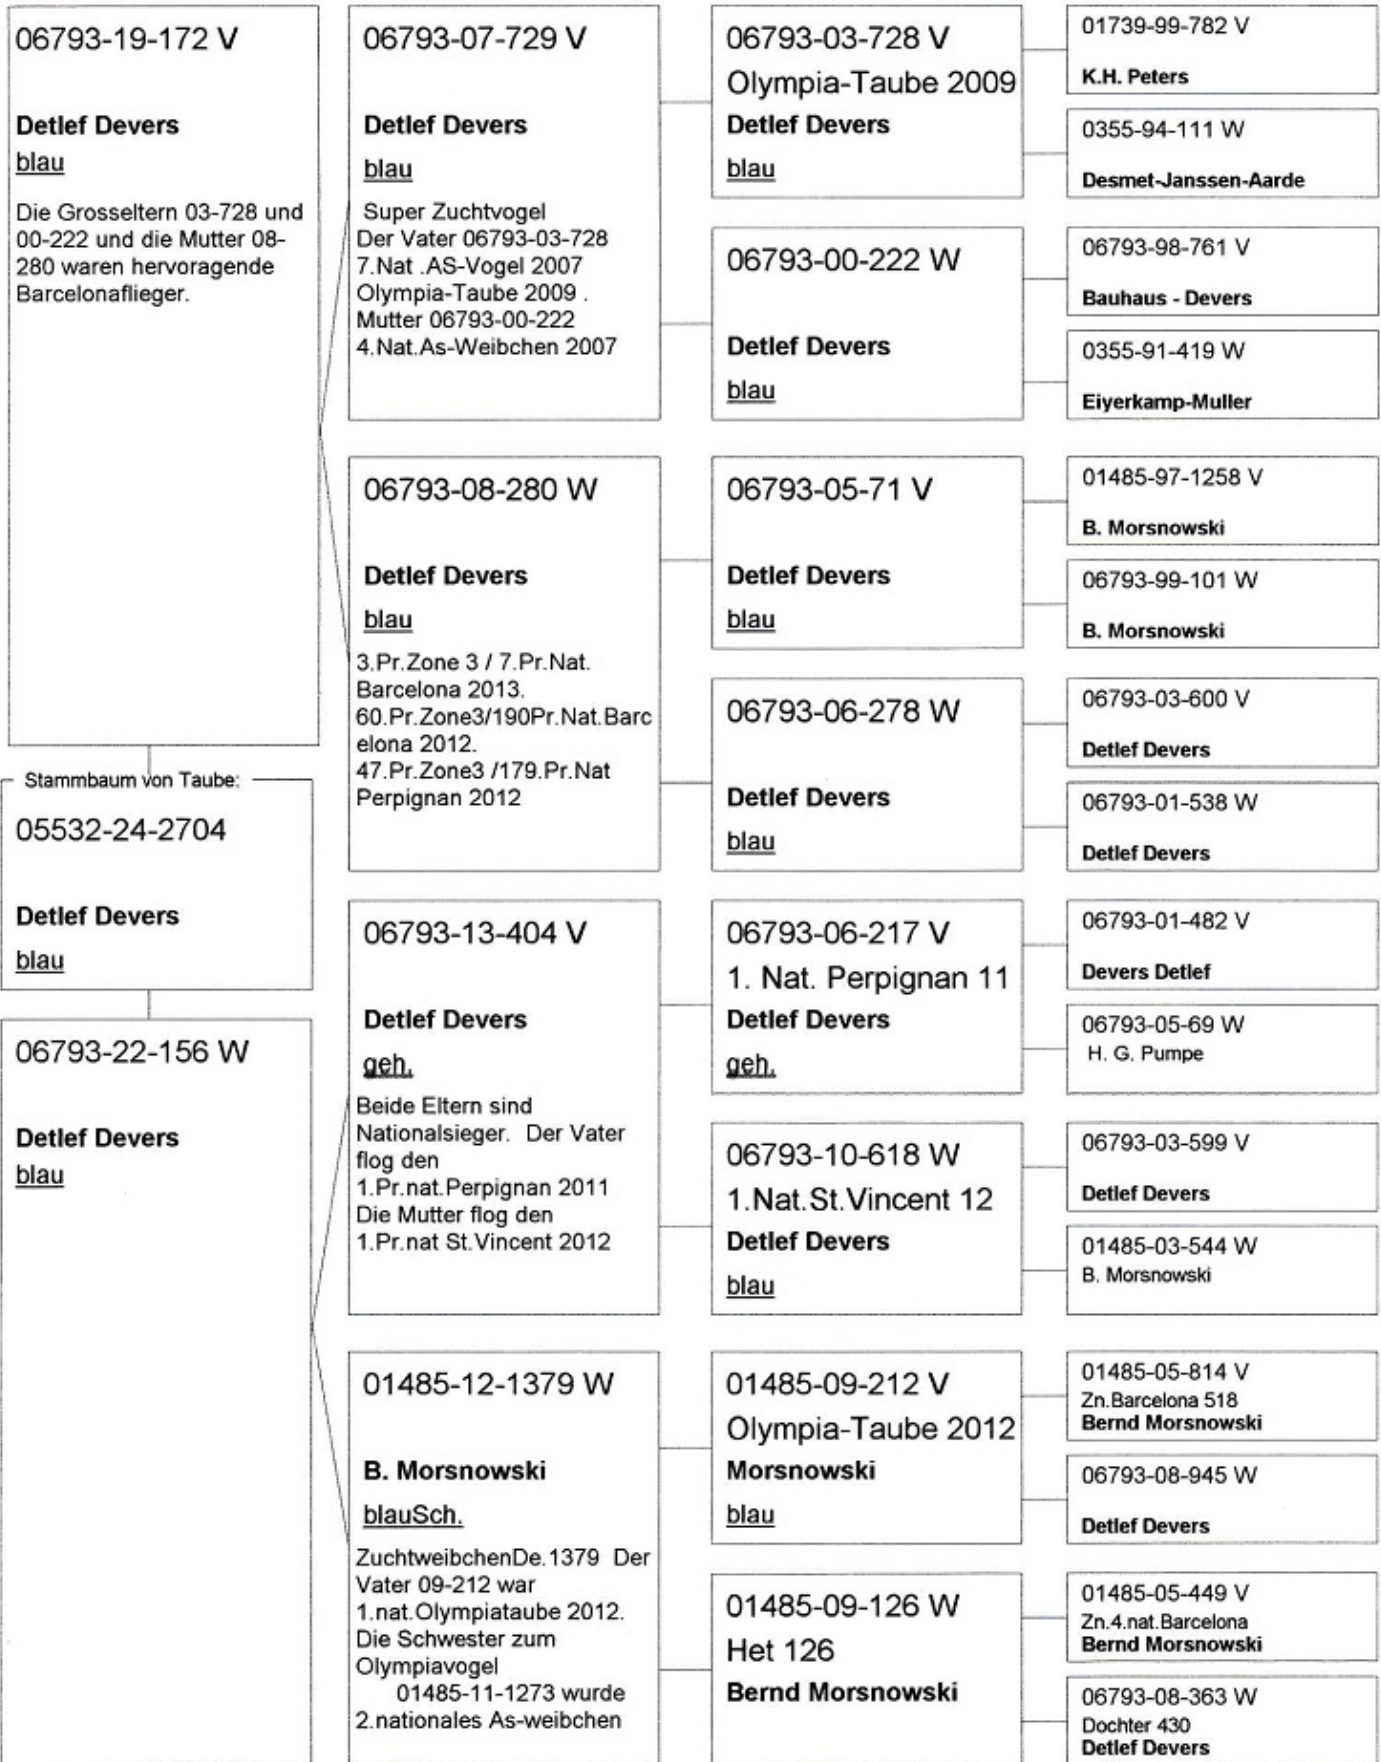 06793-19-172 V
Detlef Devers
blau
Die Grosseltern 03-728 und
00-222 und die Mutter 08-
280 waren hervoragende
Barcelonaflieger.
Stammbaum von Taube:
05532-24-2704
Detlef Devers
blau
06793-22-156 W
Detlef Devers
blau
06793-07-729 V
Detlef Devers
blau
Super Zuchtvogel
Der Vater 06793-03-728
7.Nat .AS-Vogel 2007
Olympia-Taube 2009 .
Mutter 06793-00-222
4.Nat.As-Weibchen 2007
06793-08-280 W
Detlef Devers
blau
3.Pr.Zone 3 / 7.Pr.Nat.
Barcelona 2013.
60.Pr.Zone3/190Pr.Nat.Barc
elona 2012.
47.Pr.Zone3 /179.Pr.Nat
Perpignan 2012
06793-13-404 V
Detlef Devers
geh.
Beide Eltern sind
Nationalsieger. Der Vater
flog den
1.Pr.nat.Perpignan 2011
Die Mutter flog den
1.Pr.nat St.Vincent 2012
01485-12-1379 W
B. Morsnowski
blauSch.
ZuchtweibchenDe.1379 Der
Vater 09-212 war
1.nat.Olympiataube 2012.
Die Schwester zum
Olympiavogel
01485-11-1273 wurde
2.nationales As-weibchen
06793-03-728 V
Olympia-Taube 2009
Detlef Devers
blau
06793-00-222 W
Detlef Devers
blau
06793-05-71 V
Detlef Devers
blau
06793-06-278 W
Detlef Devers
blau
06793-06-217 V
1. Nat. Perpignan 11
Detlef Devers
geh.
06793-10-618 W
1.Nat.St.Vincent 12
Detlef Devers
blau
01485-09-212 V
Olympia-Taube 2012
Morsnowski
blau
01485-09-126 W
Het 126
Bernd Morsnowski
01739-99-782 V
K.H. Peters
0355-94-111 W
Desmet-Janssen-Aarde
06793-98-761 V
Bauhaus - Devers
0355-91-419 W
Eiyerkamp-Muller
01485-97-1258 V
B. Morsnowski
06793-99-101 W
B. Morsnowski
06793-03-600 V
Detlef Devers
06793-01-538 W
Detlef Devers
06793-01-482 V
Devers Detlef
06793-05-69 W
H. G. Pumpe
06793-03-599 V
Detlef Devers
01485-03-544 W
B. Morsnowski
01485-05-814 V
Zn.Barcelona 518
Bernd Morsnowski
06793-08-945 W
Detlef Devers
01485-05-449 V
Zn.4.nat.Barcelona
Bernd Morsnowski
06793-08-363 W
Dochter 430
Detlef Devers